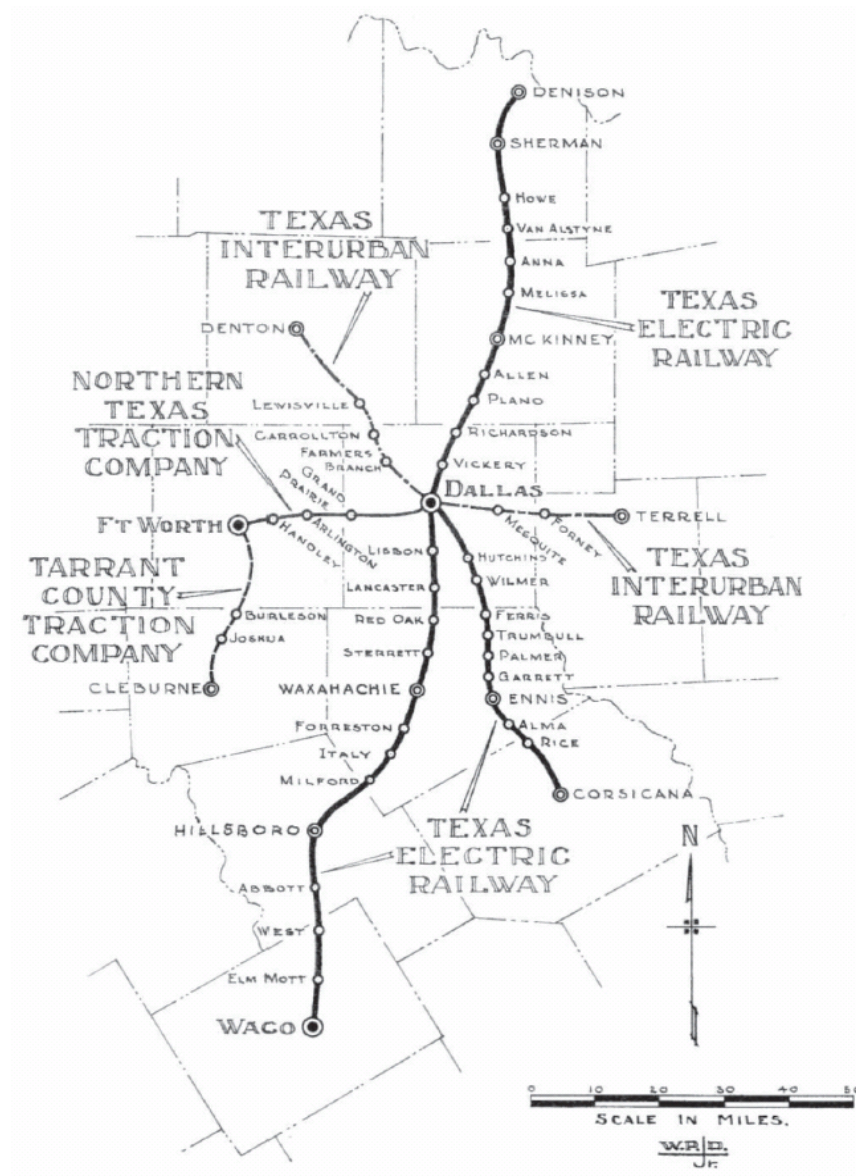 DENISON
SHERMAN
HOWE
VAN ALSTYNE
TEXAS
INTERURBAN
RAILWAY
ANNA
MELISSA
TEXAS
ELECTRIC
RAILWAY
DENTON
MCKINNEY
ALLEN
NORTHERN
TEXAS
TRACTION
COMPANY
LEWISVILLE
PLANO
CARROLLTON
RICHARDSON
FARMERS
BRANCH
VICKERY
GRAND
PRAIRIE
DALLAS
FT WORTH
HANDLEY
ARLINGTON
MESQUITE
FORNEY
TERRELL
LISBON
HUTCHINS
TEXAS
INTERURBAN
RAILWAY
TARRANT
COUNTY
TRACTION
COMPANY
LANCASTER
WILMER
BURLESON
RED OAK
FERRIS
JOSHUA
TRUMBULL
STERRETT
PALMER
GARRETT
CLEBURNE
WAXAHACHIE
ENNIS
FORRESTON
ALMA
ITALY
RICE
MILFORD
CORSICANA
HILLSBORO
TEXAS
ELECTRIC
RAILWAY
N
ABBOTT
WEST
ELM MOTT
WACO
0 10 20 30 40 50
SCALE IN MILES.
W.R.D.
Jr.